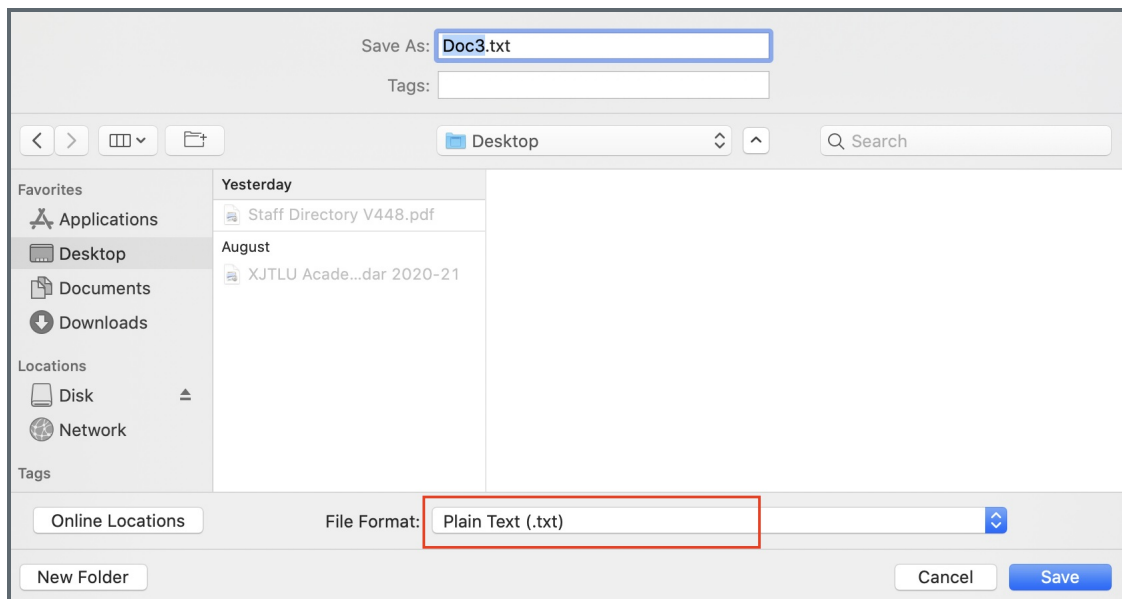 Save As: Doc3.txt
Tags:
Desktop
Search
Favorites
Applications
Desktop
Documents
Downloads
Locations
Disk
Network
Tags
Yesterday
Staff Directory V448.pdf
August
XJTLU Acade...dar 2020-21
Online Locations
File Format: Plain Text (.txt)
New Folder
Cancel
Save